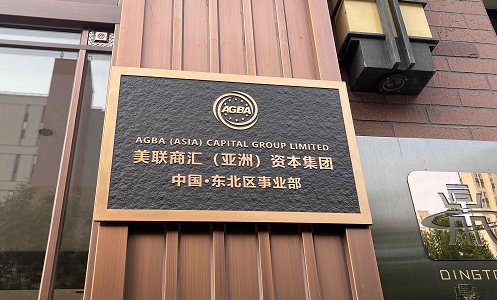 AGBA
AGBA (ASIA) CAPITAL GROUP LIMITED
美联商汇（亚洲）资本集团
中国·东北区事业部
鼎